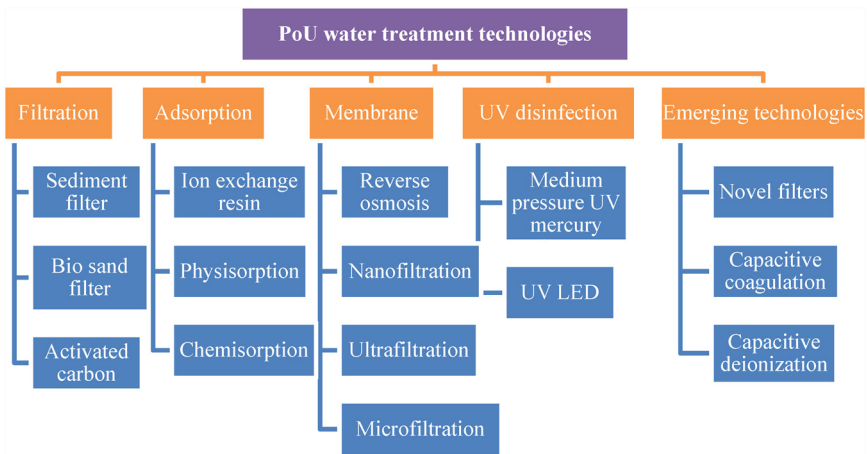 PoU water treatment technologies
Filtration
Adsorption
Membrane
UV disinfection
Emerging technologies
Sediment
filter
Bio sand
filter
Activated
carbon
Ion exchange
resin
Physisorption
Chemisorption
Reverse
osmosis
Nanofiltration
Ultrafiltration
Microfiltration
Medium
pressure UV
mercury
UV LED
Novel filters
Capacitive
coagulation
Capacitive
deionization